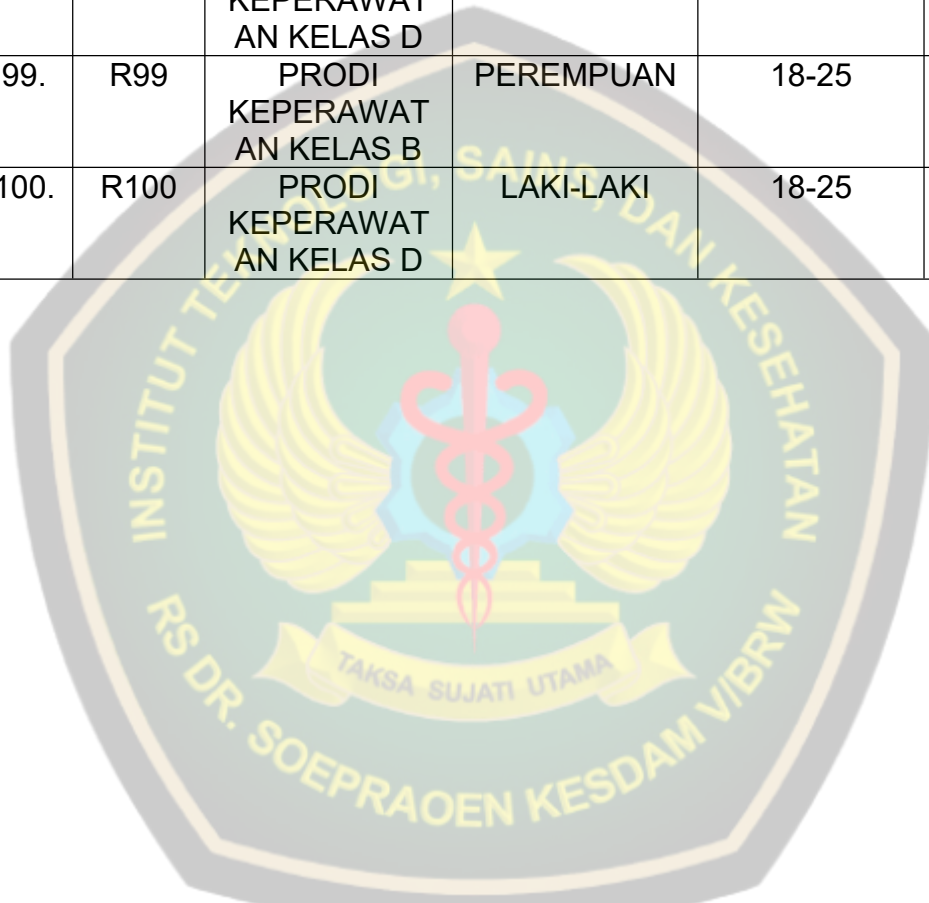 KEPERAWAT
AN KELAS D
99. R99 PRODI PEREMPUAN 18-25
KEPERAWAT
AN KELAS B
100. R100 PRODI LAKI-LAKI 18-25
KEPERAWAT
AN KELAS D
INSTITUT TEKNOLOGI, SAINS, DAN KESEHATAN
TAKSA SUJATI UTAMA
RS DR. SOEPRAOEN KESDAM V/BRW